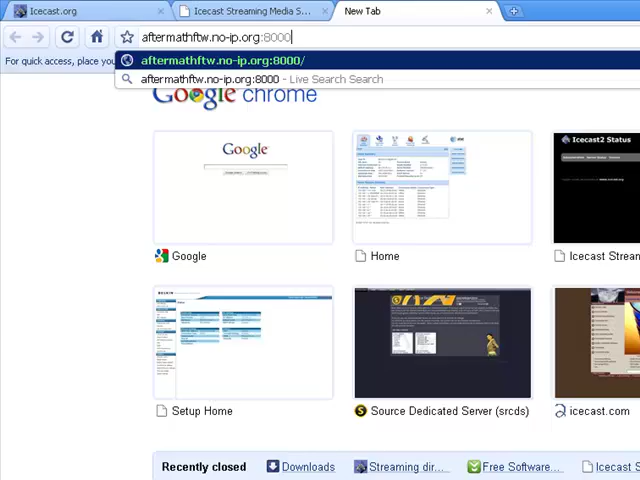 Icecast.org
Icecast Streaming Media S...
New Tab
aftermathftw.no-ip.org:8000
For quick access, place you
aftermathftw.no-ip.org:8000/
aftermathftw.no-ip.org:8000 - Live Search Search
Google chrome
Google
Icecast2 Status
Google
Home
Icecast Stream
Setup Home
Source Dedicated Server (srcds)
icecast.com
Recently closed
Downloads
Streaming dir...
Free Software...
Icecast S